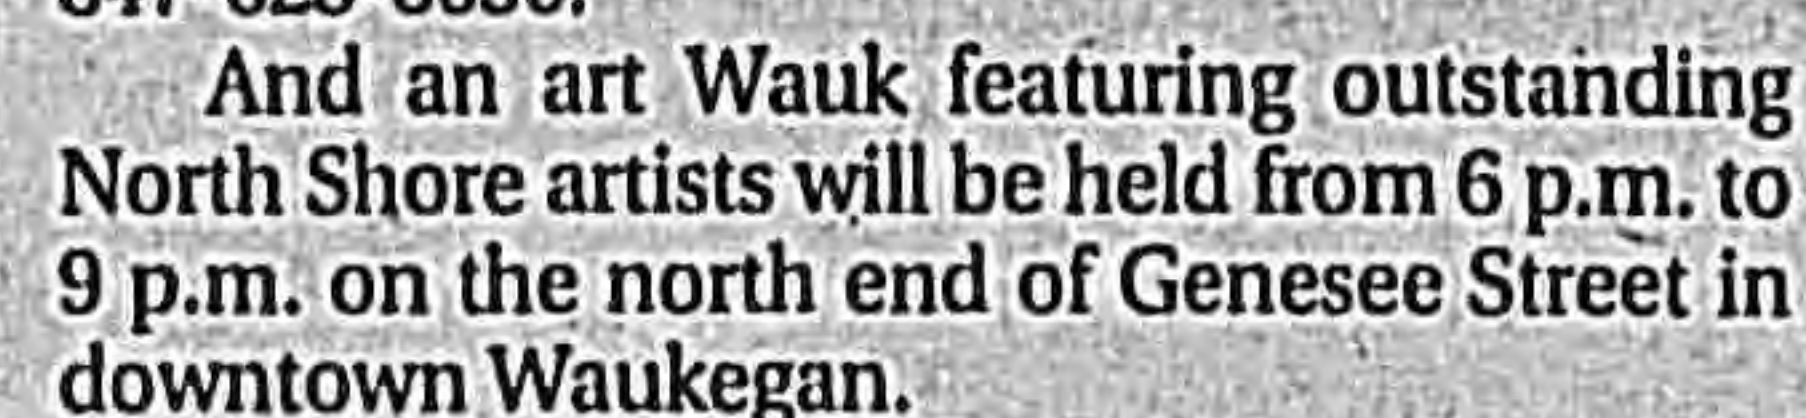 And an art Wauk featuring outstanding
North Shore artists will be held from 6 p.m. to
9 p.m. on the north end of Genesee Street in
downtown Waukegan.